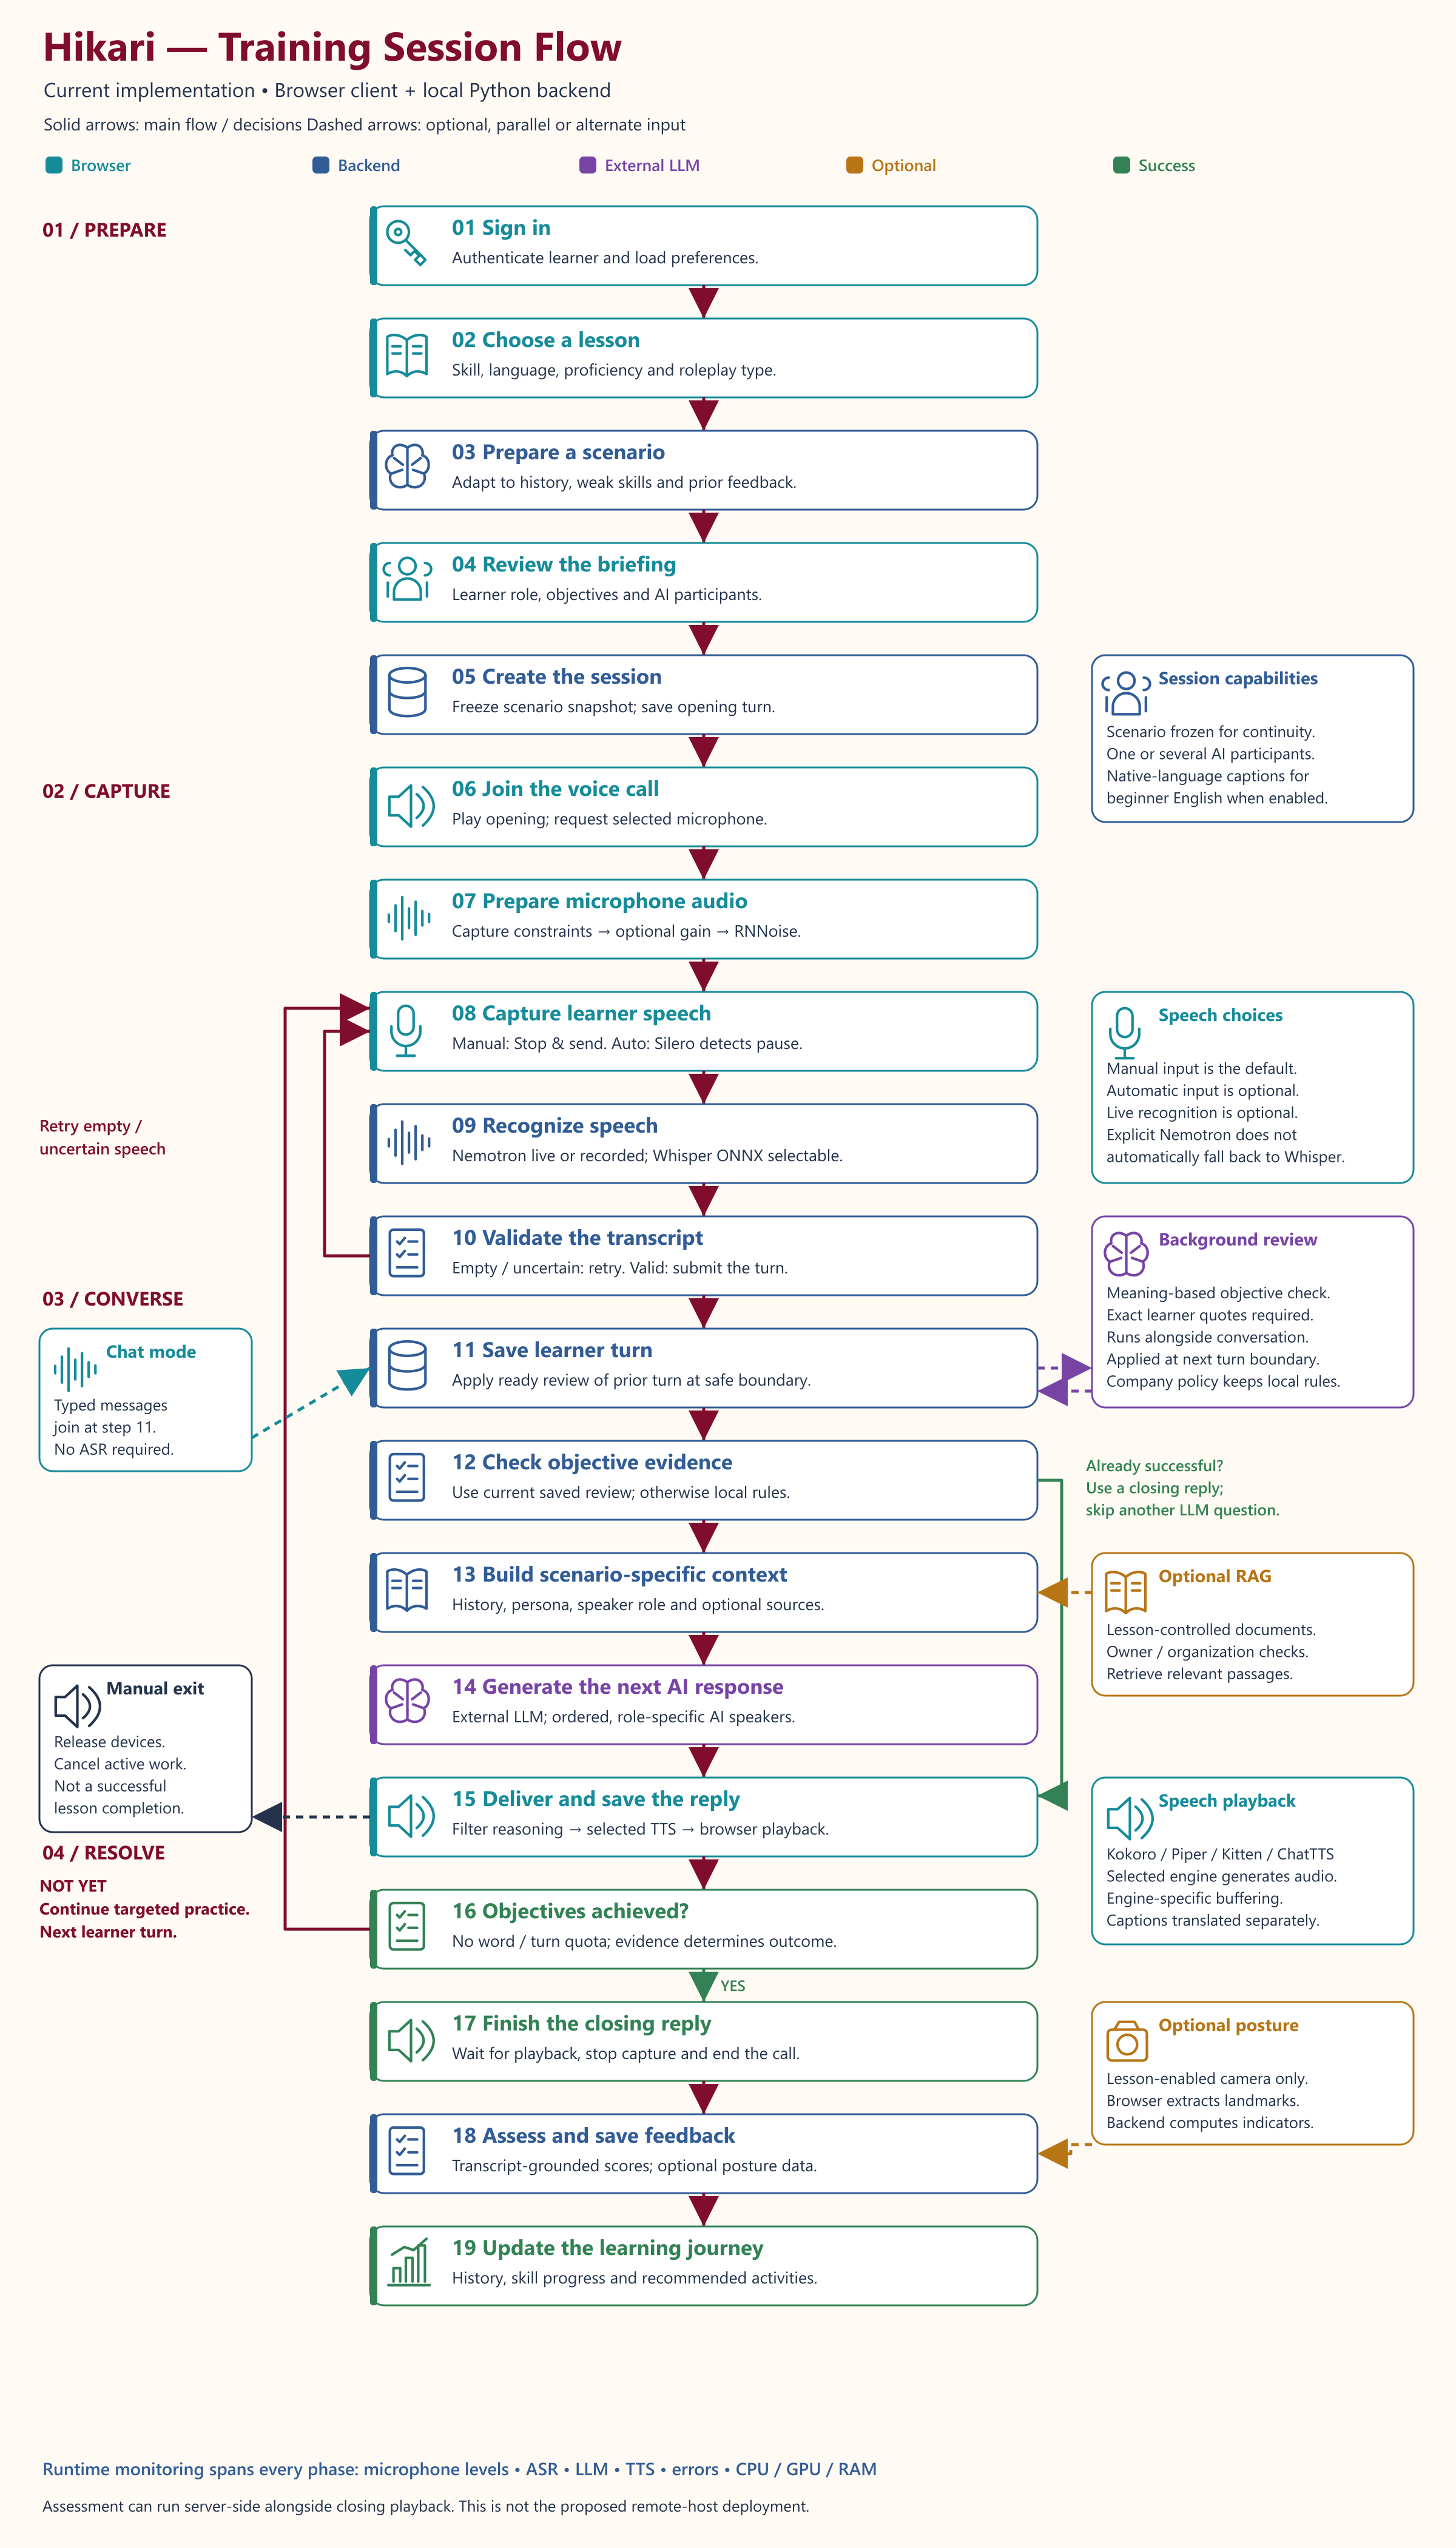 Hikari — Training Session Flow
Current implementation • Browser client + local Python backend
Solid arrows: main flow / decisions Dashed arrows: optional, parallel or alternate input
Browser
Backend
External LLM
Optional
Success
01 / PREPARE
01 Sign in
Authenticate learner and load preferences.
02 Choose a lesson
Skill, language, proficiency and roleplay type.
03 Prepare a scenario
Adapt to history, weak skills and prior feedback.
04 Review the briefing
Learner role, objectives and AI participants.
05 Create the session
Freeze scenario snapshot; save opening turn.
Session capabilities
Scenario frozen for continuity.
One or several AI participants.
Native-language captions for
beginner English when enabled.
02 / CAPTURE
06 Join the voice call
Play opening; request selected microphone.
07 Prepare microphone audio
Capture constraints → optional gain → RNNoise.
08 Capture learner speech
Manual: Stop & send. Auto: Silero detects pause.
Speech choices
Manual input is the default.
Automatic input is optional.
Live recognition is optional.
Explicit Nemotron does not
automatically fall back to Whisper.
Retry empty /
uncertain speech
09 Recognize speech
Nemotron live or recorded; Whisper ONNX selectable.
10 Validate the transcript
Empty / uncertain: retry. Valid: submit the turn.
Background review
Meaning-based objective check.
Exact learner quotes required.
Runs alongside conversation.
Applied at next turn boundary.
Company policy keeps local rules.
03 / CONVERSE
Chat mode
Typed messages
join at step 11.
No ASR required.
11 Save learner turn
Apply ready review of prior turn at safe boundary.
12 Check objective evidence
Use current saved review; otherwise local rules.
Already successful?
Use a closing reply;
skip another LLM question.
13 Build scenario-specific context
History, persona, speaker role and optional sources.
Optional RAG
Lesson-controlled documents.
Owner / organization checks.
Retrieve relevant passages.
14 Generate the next AI response
External LLM; ordered, role-specific AI speakers.
Manual exit
Release devices.
Cancel active work.
Not a successful
lesson completion.
15 Deliver and save the reply
Filter reasoning → selected TTS → browser playback.
Speech playback
Kokoro / Piper / Kitten / ChatTTS
Selected engine generates audio.
Engine-specific buffering.
Captions translated separately.
04 / RESOLVE
NOT YET
Continue targeted practice.
Next learner turn.
16 Objectives achieved?
No word / turn quota; evidence determines outcome.
YES
17 Finish the closing reply
Wait for playback, stop capture and end the call.
Optional posture
Lesson-enabled camera only.
Browser extracts landmarks.
Backend computes indicators.
18 Assess and save feedback
Transcript-grounded scores; optional posture data.
19 Update the learning journey
History, skill progress and recommended activities.
Runtime monitoring spans every phase: microphone levels • ASR • LLM • TTS • errors • CPU / GPU / RAM
Assessment can run server-side alongside closing playback. This is not the proposed remote-host deployment.